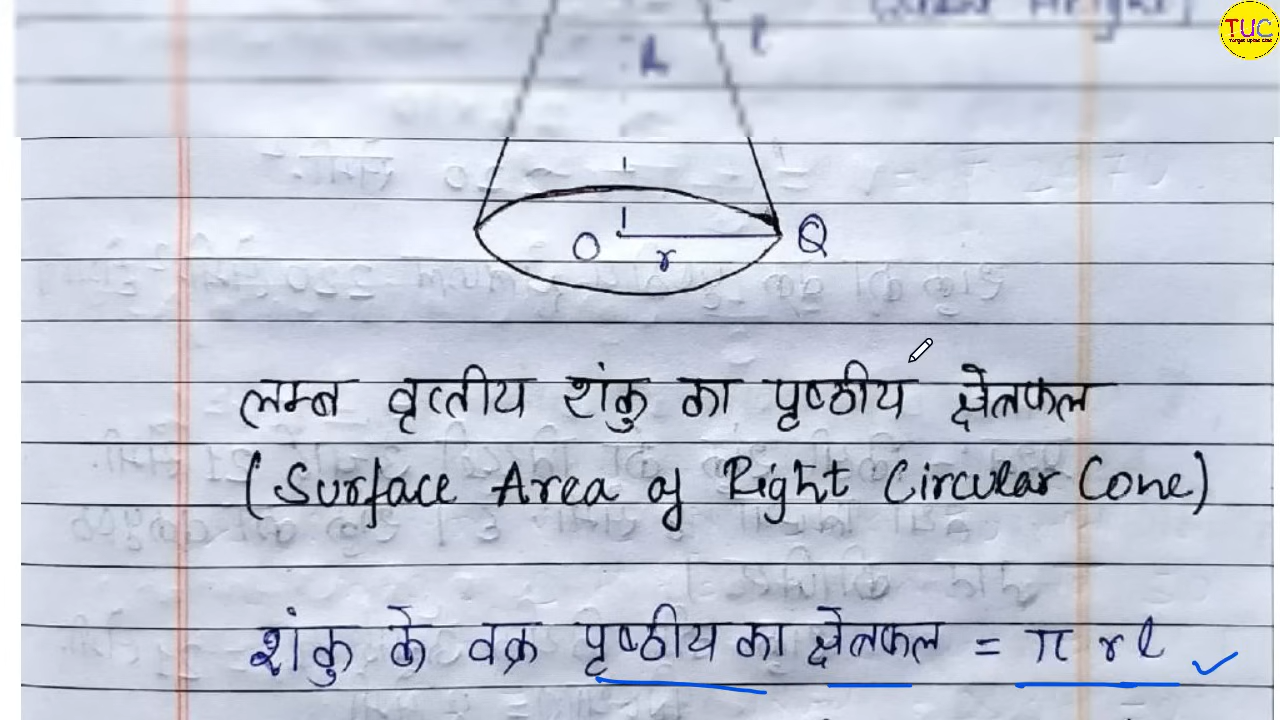 TUC
h l
O r Q
लम्ब वृत्तीय शंकु का पृष्ठीय क्षेत्रफल
(Surface Area of Right Circular Cone)
शंकु के वक्र पृष्ठीय का क्षेत्रफल = π r l